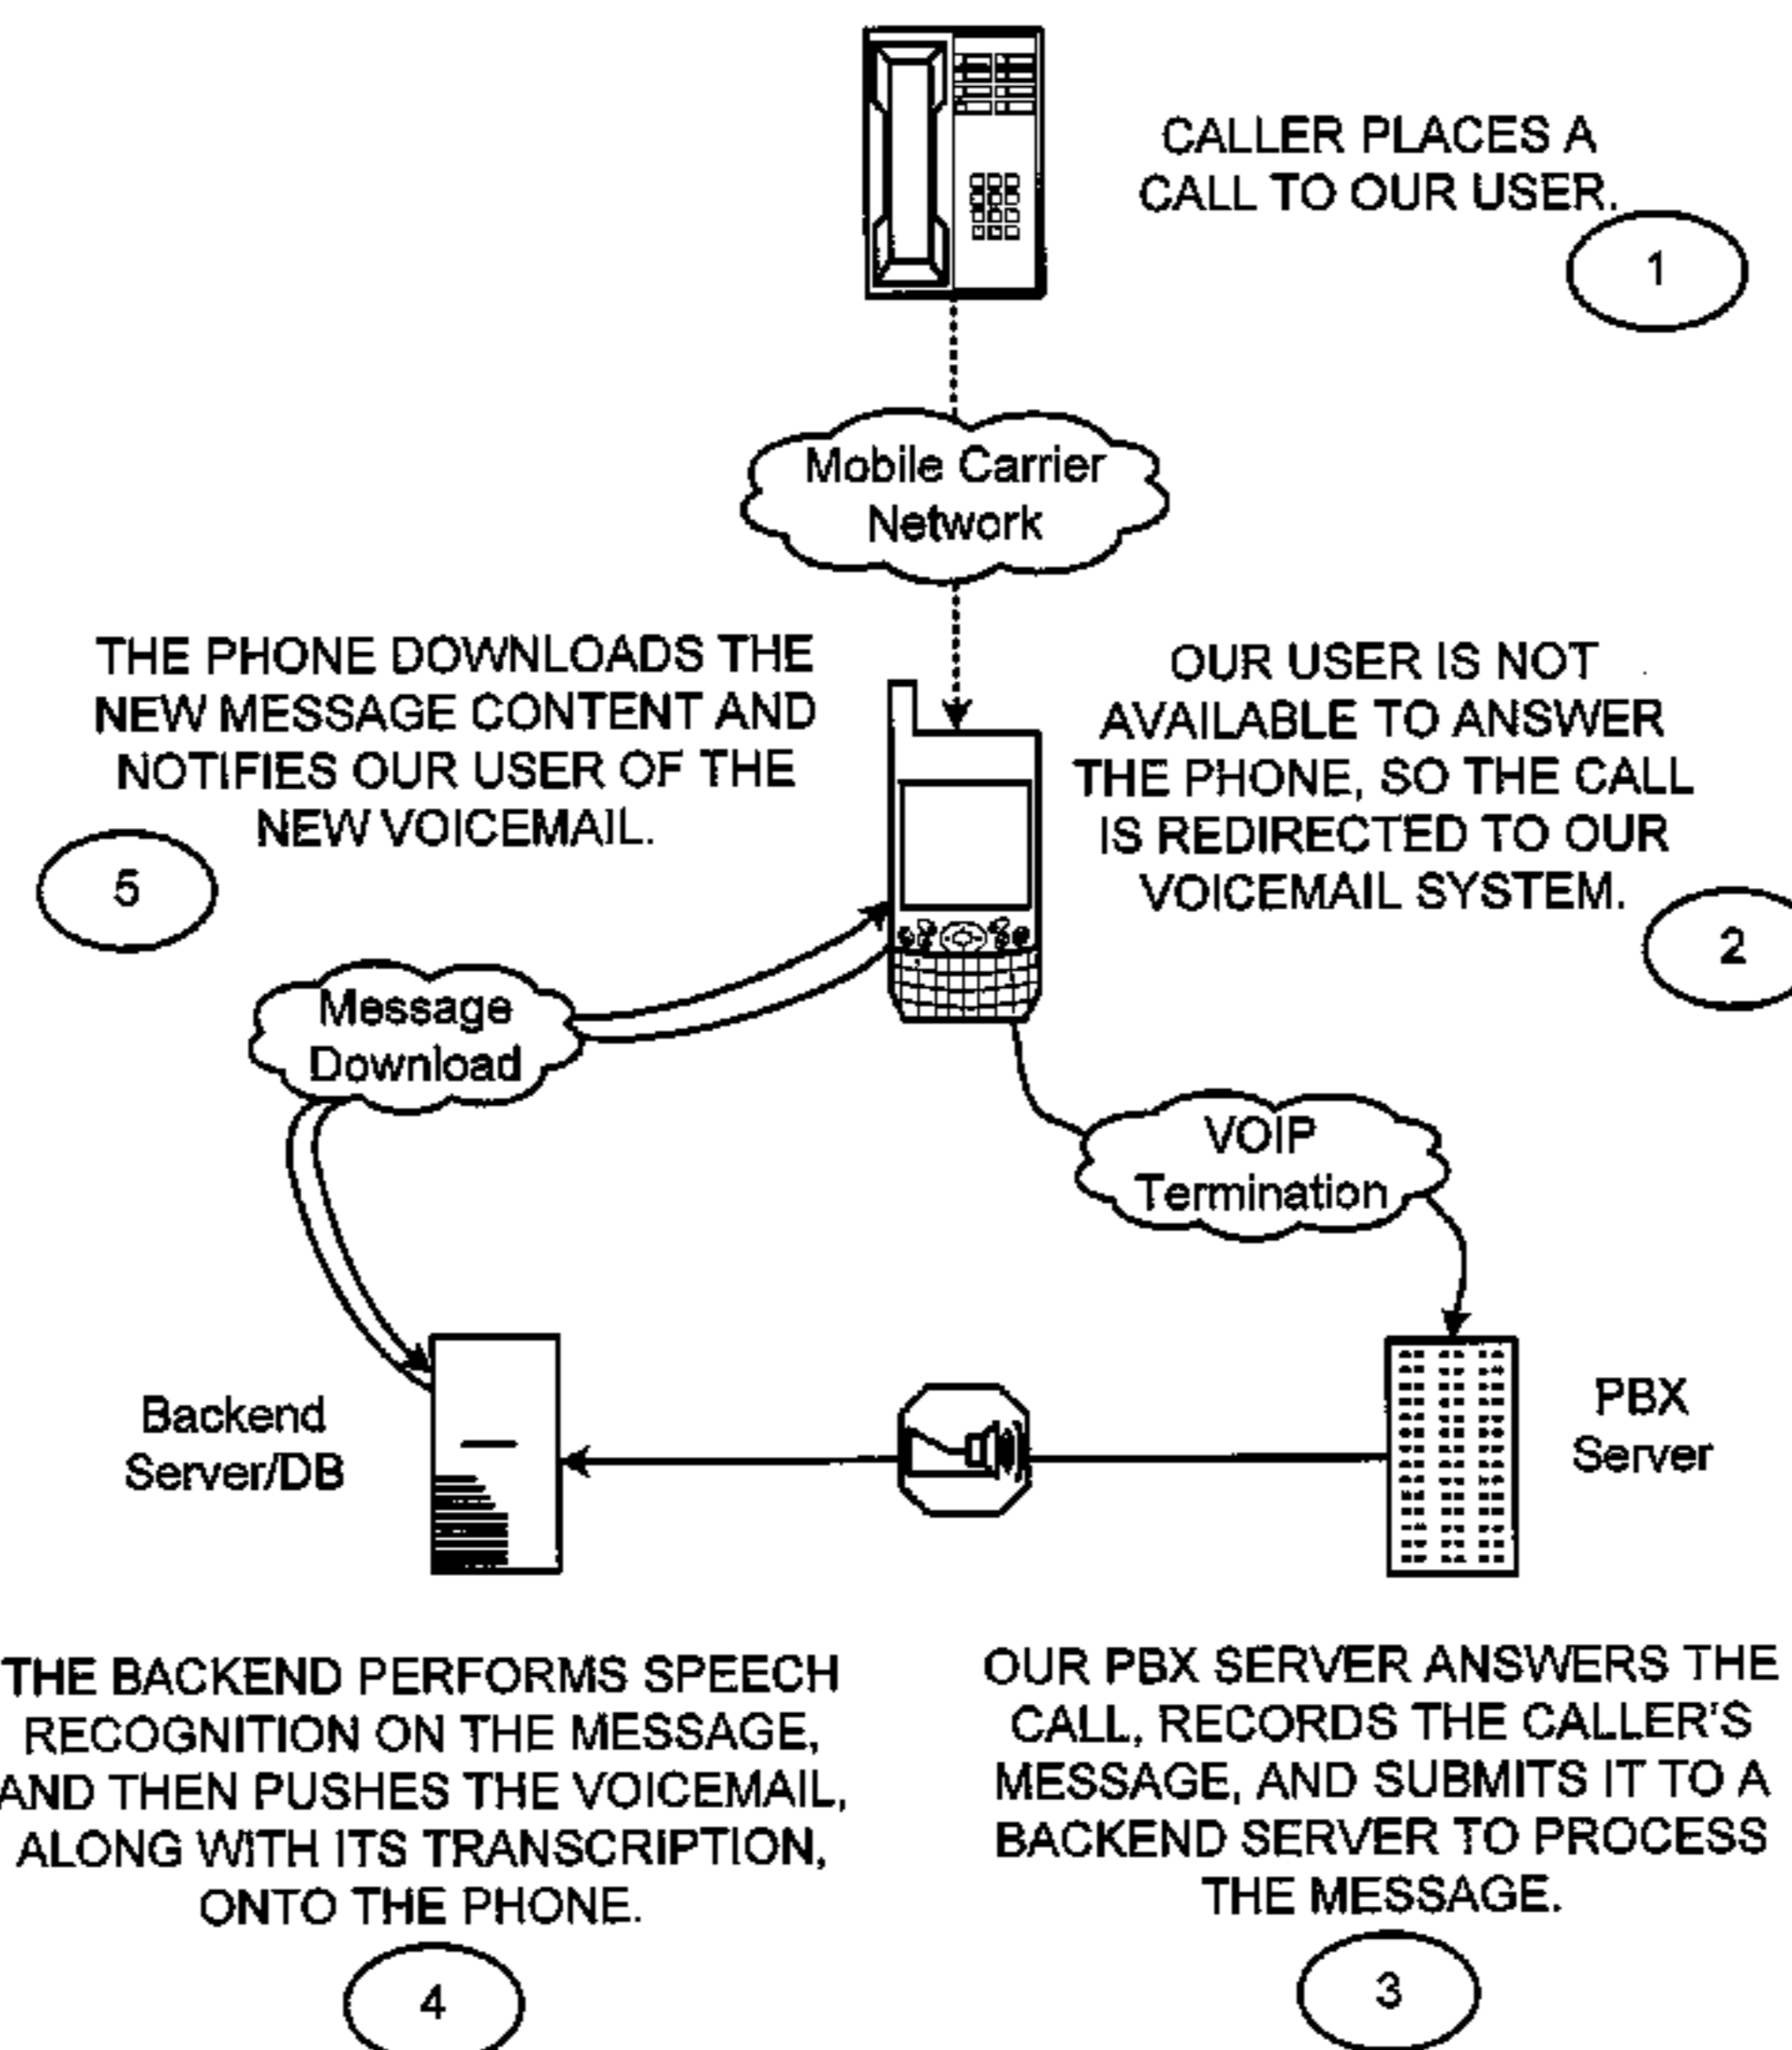 CALLER PLACES A
CALL TO OUR USER.
1
Mobile Carrier
Network
THE PHONE DOWNLOADS THE
NEW MESSAGE CONTENT AND
NOTIFIES OUR USER OF THE
NEW VOICEMAIL.
5
OUR USER IS NOT
AVAILABLE TO ANSWER
THE PHONE, SO THE CALL
IS REDIRECTED TO OUR
VOICEMAIL SYSTEM.
2
Message
Download
VOIP
Termination
Backend
Server/DB
PBX
Server
THE BACKEND PERFORMS SPEECH
RECOGNITION ON THE MESSAGE,
AND THEN PUSHES THE VOICEMAIL,
ALONG WITH ITS TRANSCRIPTION,
ONTO THE PHONE.
4
OUR PBX SERVER ANSWERS THE
CALL, RECORDS THE CALLER'S
MESSAGE, AND SUBMITS IT TO A
BACKEND SERVER TO PROCESS
THE MESSAGE.
3